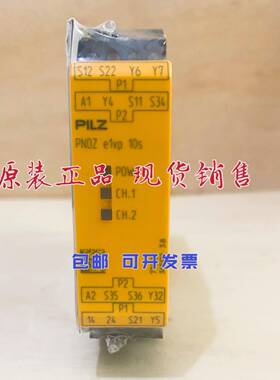 S12 S22 Y6 Y7
P1
A1 Y4 S11 S34
P2
PILZ
PNOZ e1vp 10s
POWER
CH.1
CH.2
原装正品 现货销售
包邮 可开发票
P2
A2 S35 S36 Y32
P1
14 24 S21 Y5